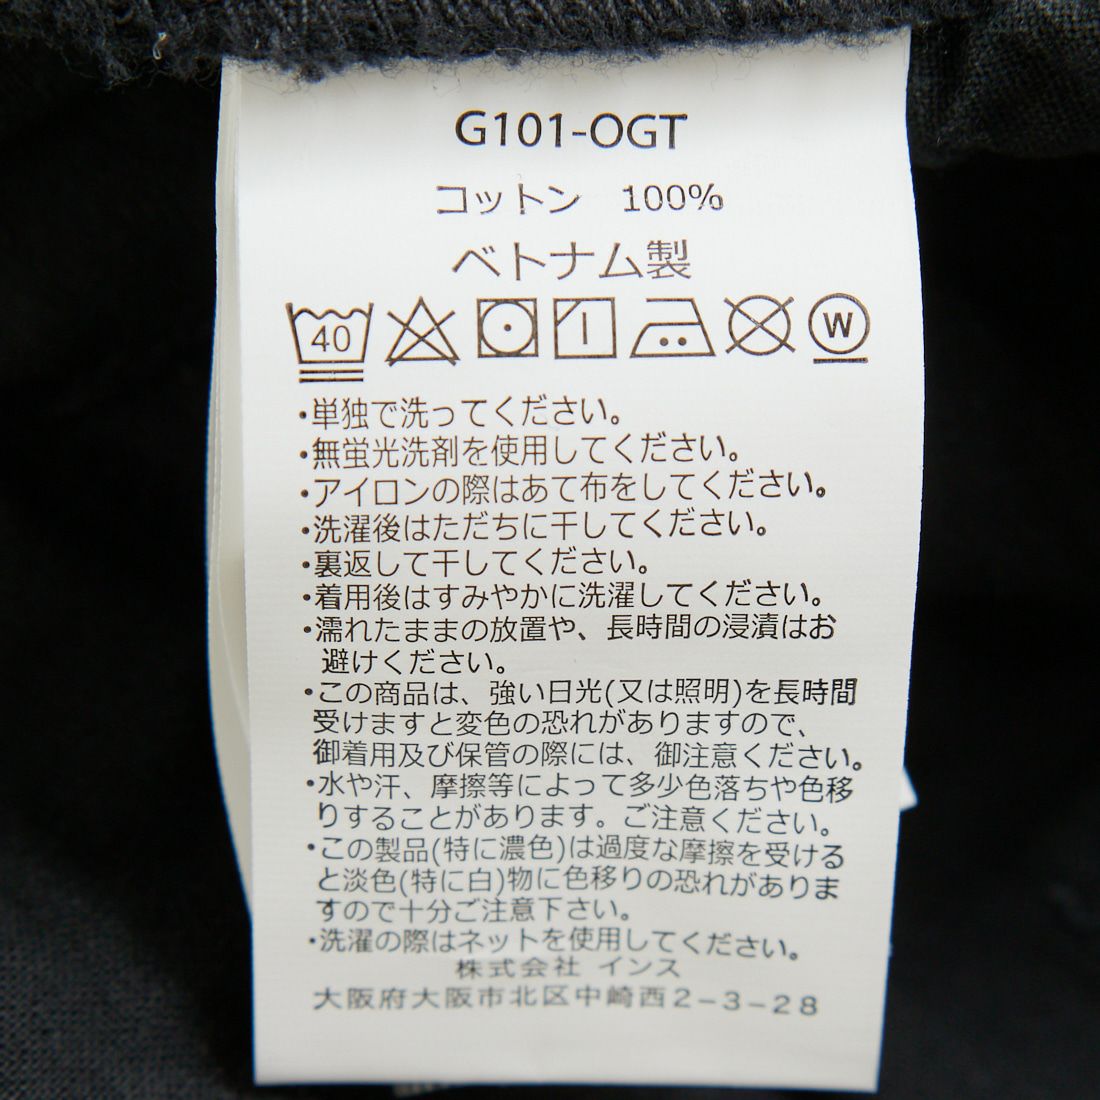 G101-OGT
コットン 100%
ベトナム製
40 W
・単独で洗ってください。
・無蛍光洗剤を使用してください。
・アイロンの際はあて布をしてください。
・洗濯後はただちに干してください。
・裏返して干してください。
・着用後はすみやかに洗濯してください。
・濡れたままの放置や、長時間の浸漬はお
避けください。
・この商品は、強い日光(又は照明)を長時間
受けますと変色の恐れがありますので、
御着用及び保管の際には、御注意ください。
・水や汗、摩擦等によって多少色落ちや色移
りすることがあります。ご注意ください。
・この製品(特に濃色)は過度な摩擦を受ける
と淡色(特に白)物に色移りの恐れがありま
すので十分ご注意下さい。
・洗濯の際はネットを使用してください。
株式会社 インス
大阪府大阪市北区中崎西2-3-28